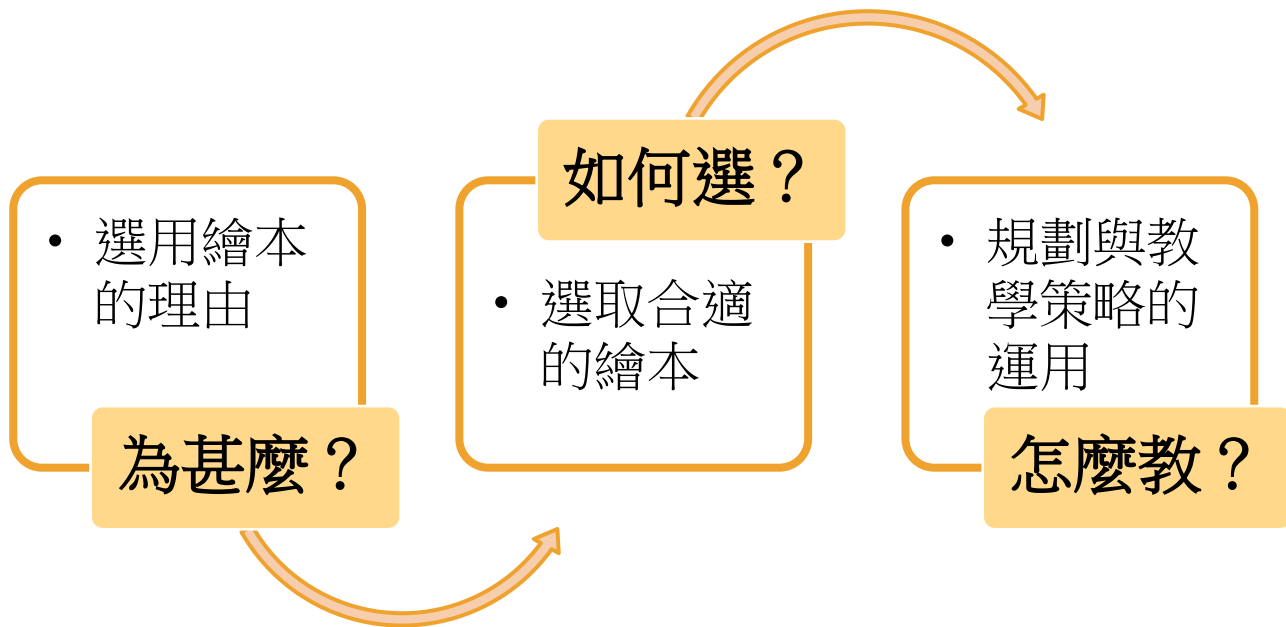 • 選用繪本
的理由
為甚麼？
如何選？
• 選取合適
的繪本
• 規劃與教
學策略的
運用
怎麼教？